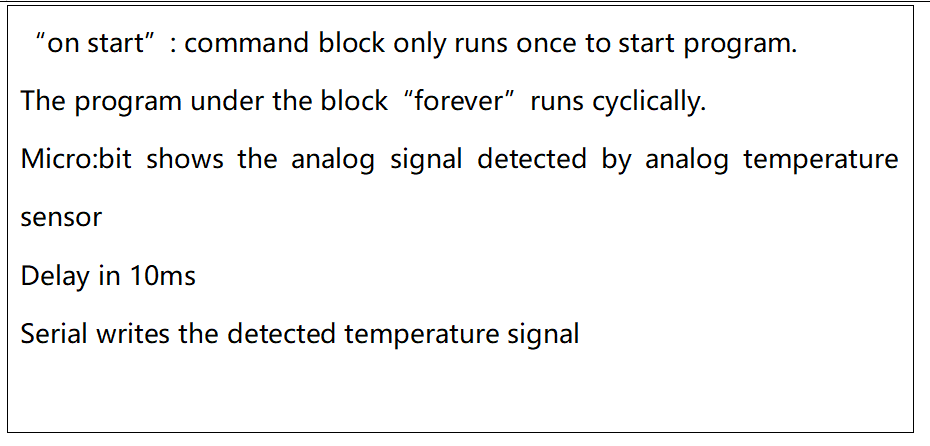 “on start” : command block only runs once to start program.
The program under the block “forever” runs cyclically.
Micro:bit shows the analog signal detected by analog temperature
sensor
Delay in 10ms
Serial writes the detected temperature signal